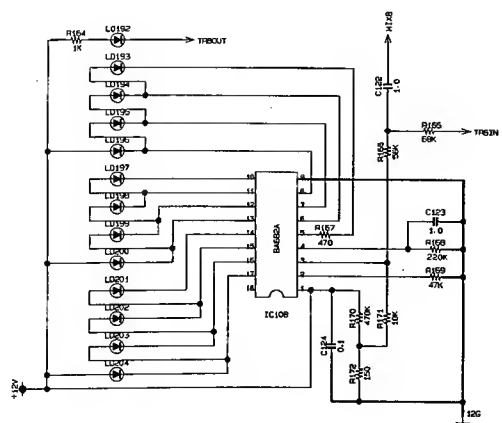 LD192
R164
1K
TRBOUT
LD193
LD194
LD195
LD196
LD197
LD198
LD199
LD200
LD201
LD202
LD203
LD204
+12V
MIX8
C122
1.0
R165
68K
TRSIN
56K
10
11
12
13
14
15
16
17
18
9
8
7
6
5
4
3
2
1
BA682A
IC108
R167
470
C123
1.0
R168
220K
R169
47K
R170
470K
R171
10K
C124
0.1
R172
150
12G